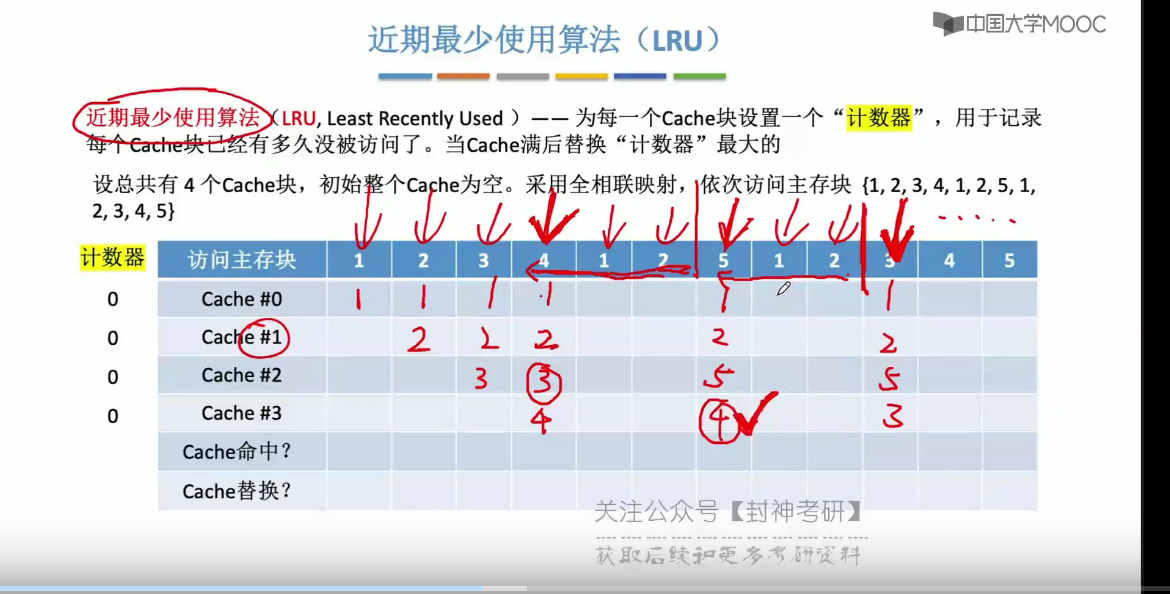 近期最少使用算法（LRU）
中国大学MOOC
近期最少使用算法（LRU, Least Recently Used ）—— 为每一个Cache块设置一个“计数器”，用于记录
每个Cache块已经有多久没被访问了。当Cache满后替换“计数器”最大的
设总共有 4 个Cache块，初始整个Cache为空。采用全相联映射，依次访问主存块 {1, 2, 3, 4, 1, 2, 5, 1,
2, 3, 4, 5}
计数器 访问主存块 1 2 3 4 1 2 5 1 2 3 4 5
0 Cache #0 1 1 1 1 1 1
0 Cache #1 2 2 2 2 2
0 Cache #2 3 3 5 5
0 Cache #3 4 4 3
Cache命中？
Cache替换？
关注公众号【封神考研】
获取后续和更多考研资料